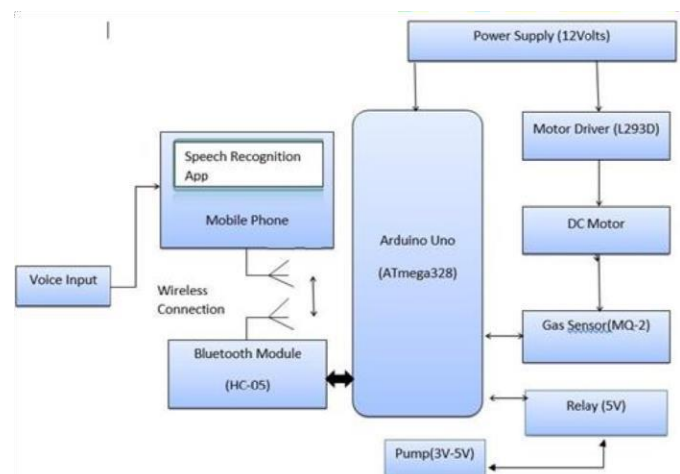 Power Supply (12Volts)
Motor Driver (L293D)
Speech Recognition
App
Mobile Phone
DC Motor
Arduino Uno
(ATmega328)
Voice Input
Wireless
Connection
Gas Sensor(MQ-2)
Bluetooth Module
(HC-05)
Relay (5V)
Pump(3V-5V)